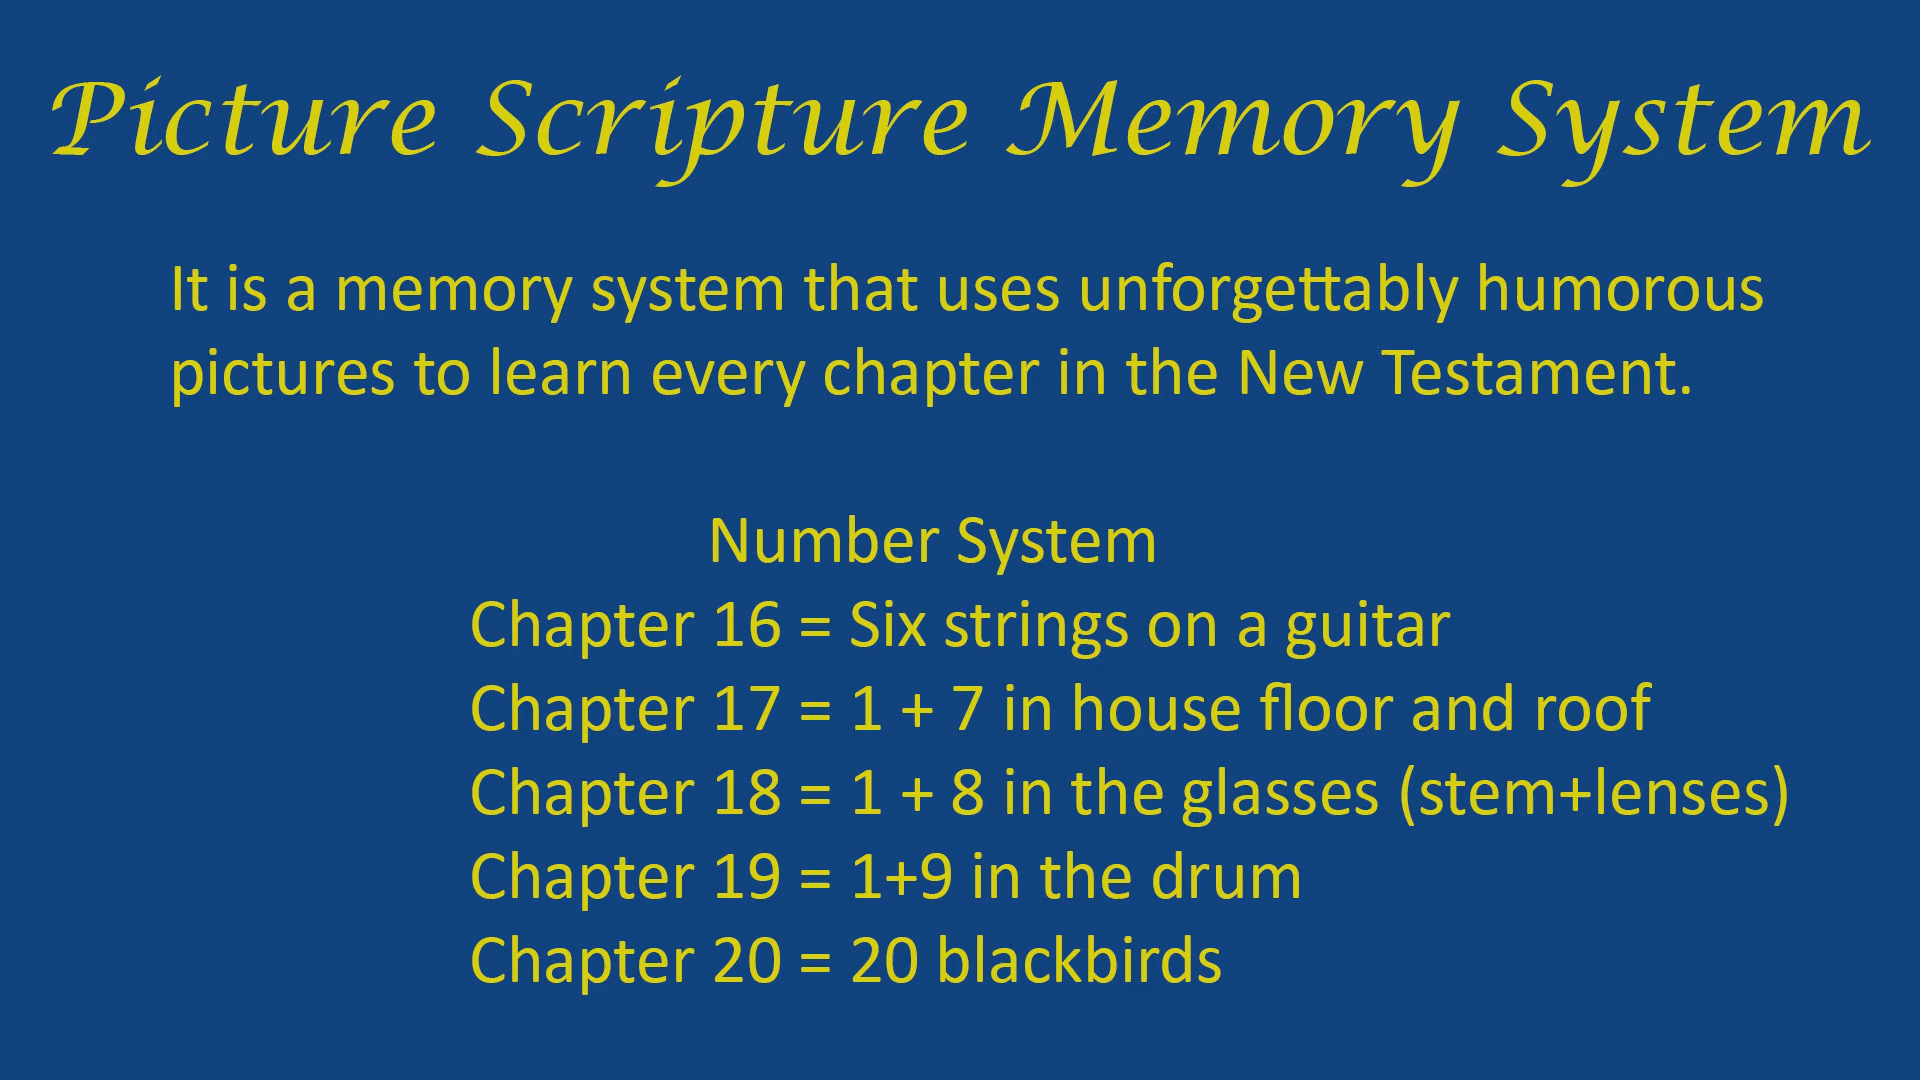 Picture Scripture Memory System
It is a memory system that uses unforgettably humorous
pictures to learn every chapter in the New Testament.
Number System
Chapter 16 = Six strings on a guitar
Chapter 17 = 1 + 7 in house floor and roof
Chapter 18 = 1 + 8 in the glasses (stem+lenses)
Chapter 19 = 1+9 in the drum
Chapter 20 = 20 blackbirds